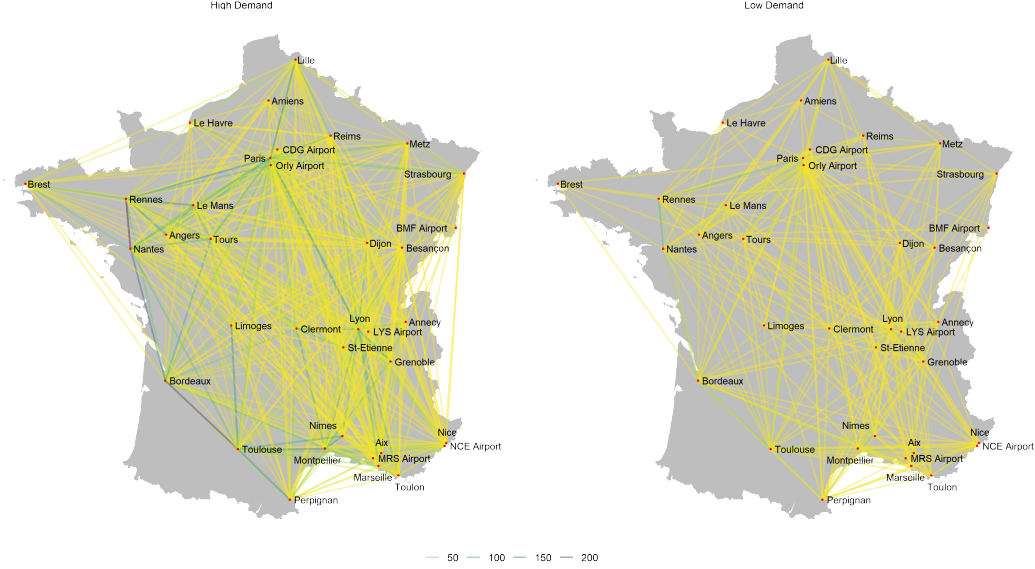 High Demand
Low Demand
Lille
Amiens
Le Havre
Reims
CDG Airport
Metz
Paris
Orly Airport
Strasbourg
Brest
Rennes
Le Mans
BMF Airport
Angers
Tours
Nantes
Dijon
Besançon
Lyon
Annecy
Limoges
Clermont
LYS Airport
St-Etienne
Grenoble
Bordeaux
Nimes
Nice
Aix
NCE Airport
Toulouse
Montpellier
MRS Airport
Marseille
Toulon
Perpignan
Lille
Amiens
Le Havre
Reims
CDG Airport
Metz
Paris
Orly Airport
Strasbourg
Brest
Rennes
Le Mans
BMF Airport
Angers
Tours
Nantes
Dijon
Besançon
Lyon
Annecy
Limoges
Clermont
LYS Airport
St-Etienne
Grenoble
Bordeaux
Nimes
Nice
Aix
NCE Airport
Toulouse
Montpellier
MRS Airport
Marseille
Toulon
Perpignan
50 100 150 200